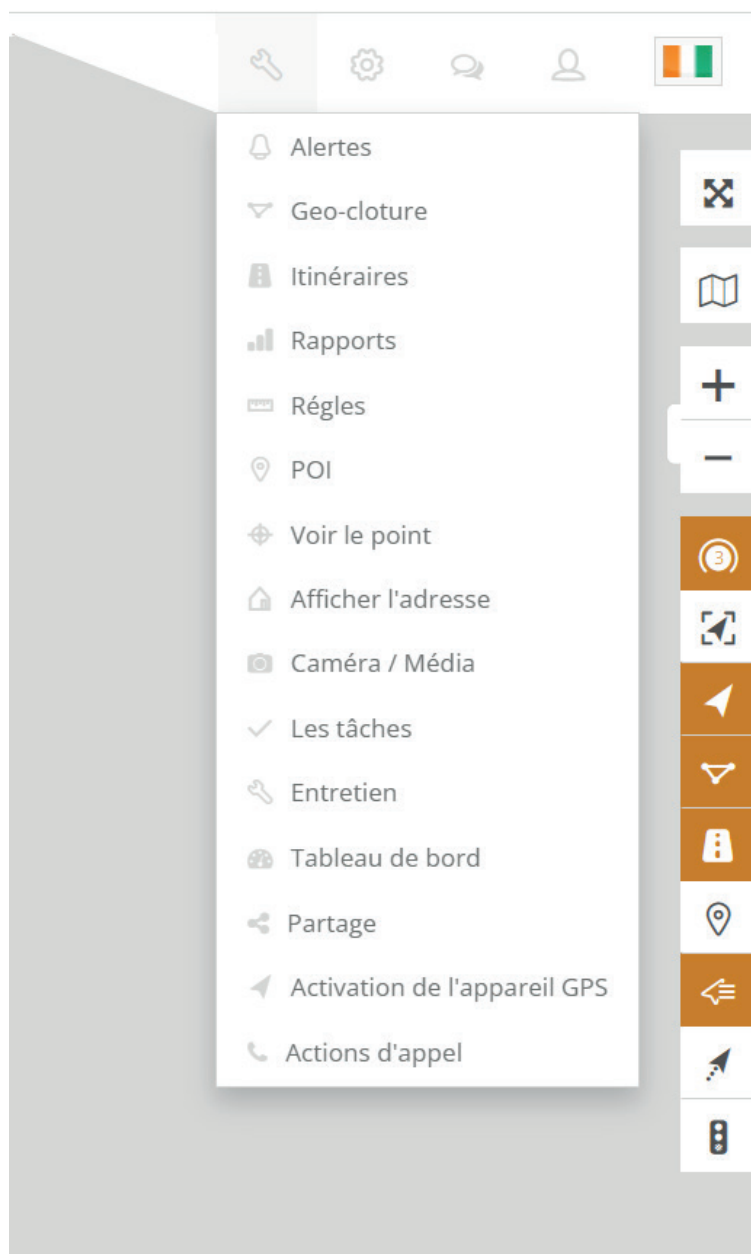 Alertes
Geo-cloture
Itinéraires
Rapports
Régles
POI
Voir le point
Afficher l'adresse
Caméra / Média
Les tâches
Entretien
Tableau de bord
Partage
Activation de l'appareil GPS
Actions d'appel
3